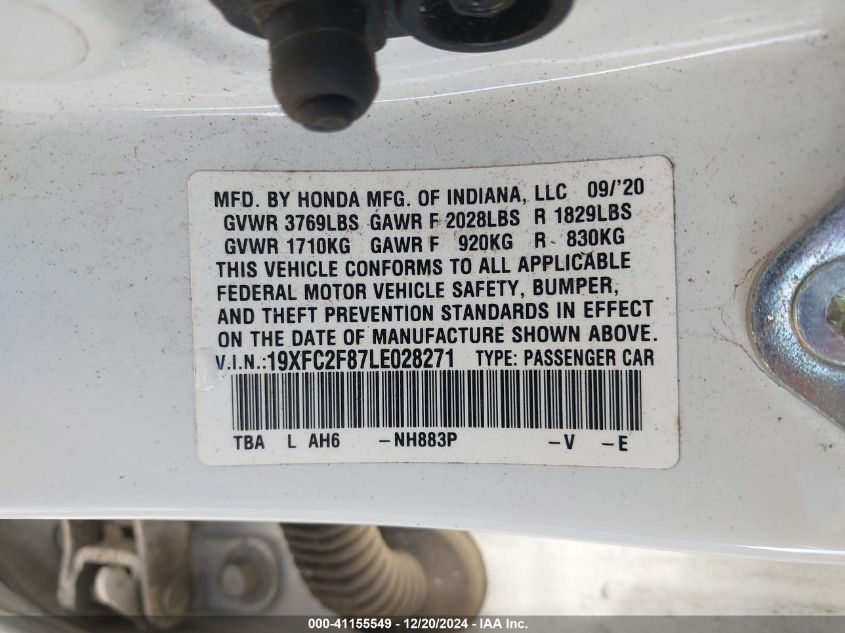 MFD. BY HONDA MFG. OF INDIANA, LLC 09/'20
GVWR 3769LBS GAWR F 2028LBS R 1829LBS
GVWR 1710KG GAWR F 920KG R 830KG
THIS VEHICLE CONFORMS TO ALL APPLICABLE
FEDERAL MOTOR VEHICLE SAFETY, BUMPER,
AND THEFT PREVENTION STANDARDS IN EFFECT
ON THE DATE OF MANUFACTURE SHOWN ABOVE.
V.I.N.:19XFC2F87LE028271 TYPE: PASSENGER CAR
TBA L AH6 -NH883P -V -E
000-41155549 - 12/20/2024 - IAA Inc.